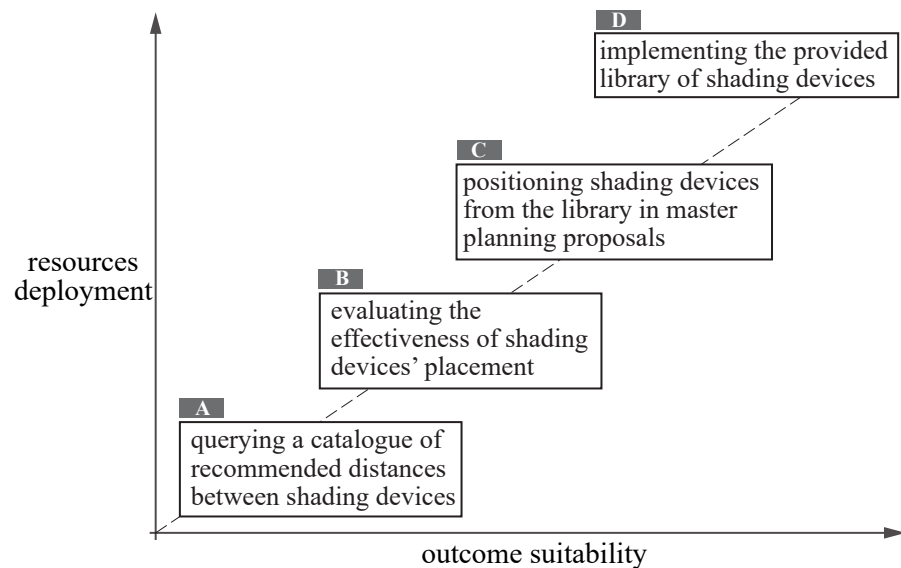 D
implementing the provided
library of shading devices
C
positioning shading devices
from the library in master
planning proposals
resources
deployment
B
evaluating the
effectiveness of shading
devices’ placement
A
querying a catalogue of
recommended distances
between shading devices
outcome suitability